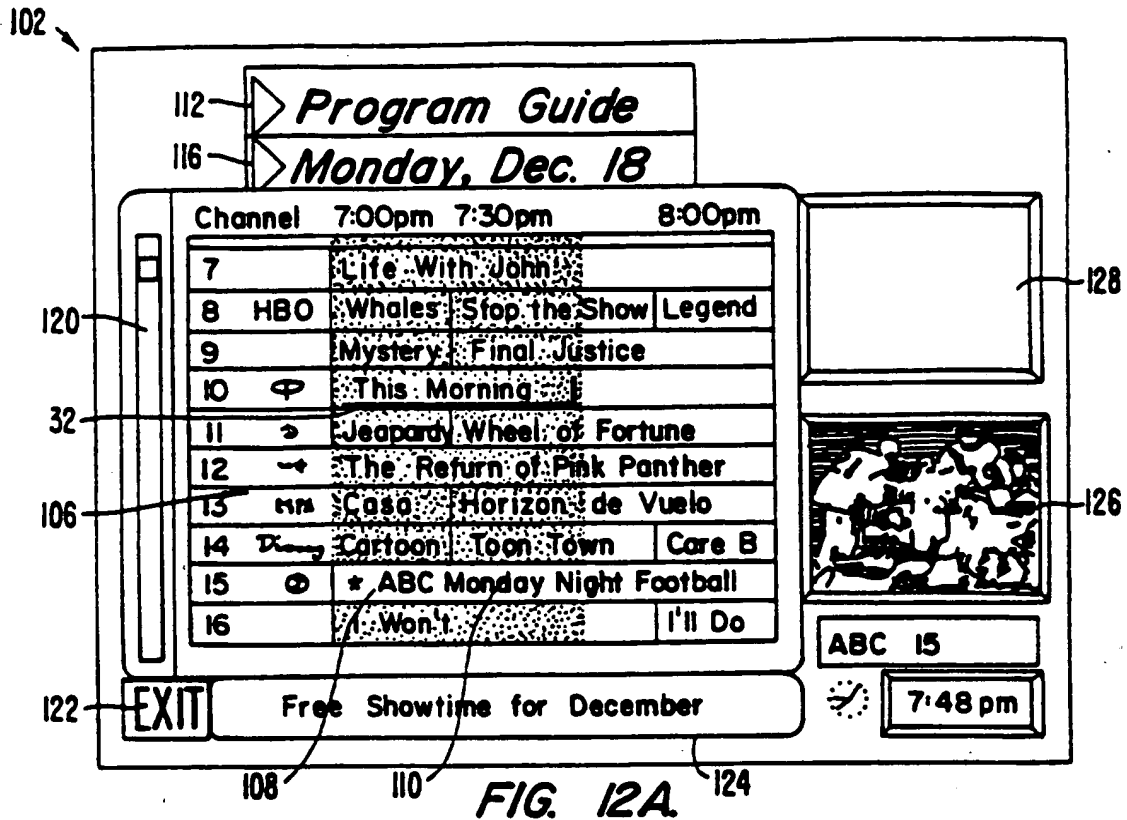 102
112
Program Guide
116
Monday, Dec. 18
Channel 7:00pm 7:30pm 8:00pm
7 Life With John
128
120
8 HBO Whales Stop the Show Legend
9 Mystery Final Justice
10 This Morning
32
11 Jeapardy Wheel of Fortune
12 The Return of Pink Panther
106
13 Casa Horizon de Vuelo
126
14 Disney Cartoon Toon Town Care B
15 * ABC Monday Night Football
16 I Won't I'll Do
ABC 15
122
EXIT
Free Showtime for December
7:48 pm
108
110
124
FIG. 12A.